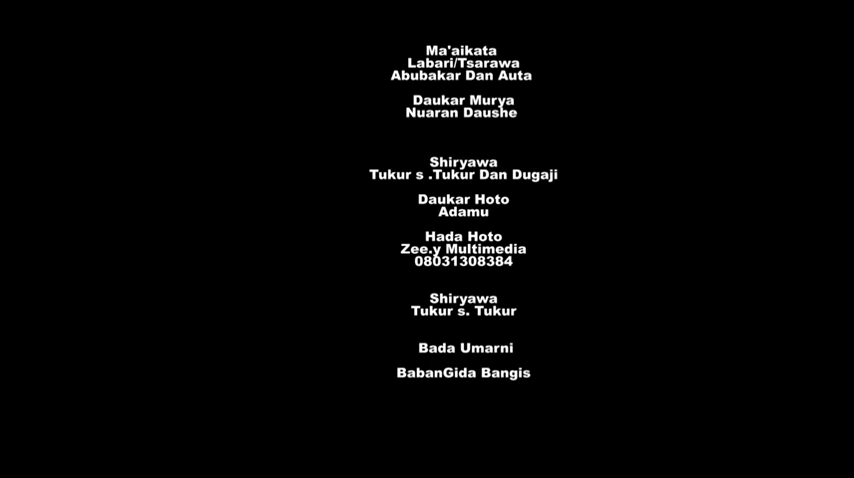 Ma'aikata
Labari/Tsarawa
Abubakar Dan Auta
Daukar Murya
Nuaran Daushe
Shiryawa
Tukur s .Tukur Dan Dugaji
Daukar Hoto
Adamu
Hada Hoto
Zee.y Multimedia
08031308384
Shiryawa
Tukur s. Tukur
Bada Umarni
BabanGida Bangis